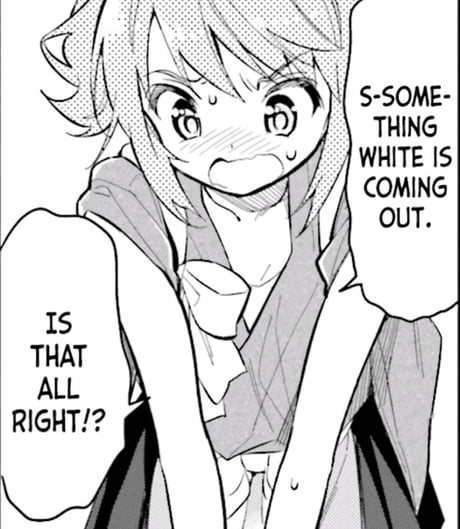 S-SOME-
THING
WHITE IS
COMING
OUT.
IS
THAT
ALL
RIGHT!?